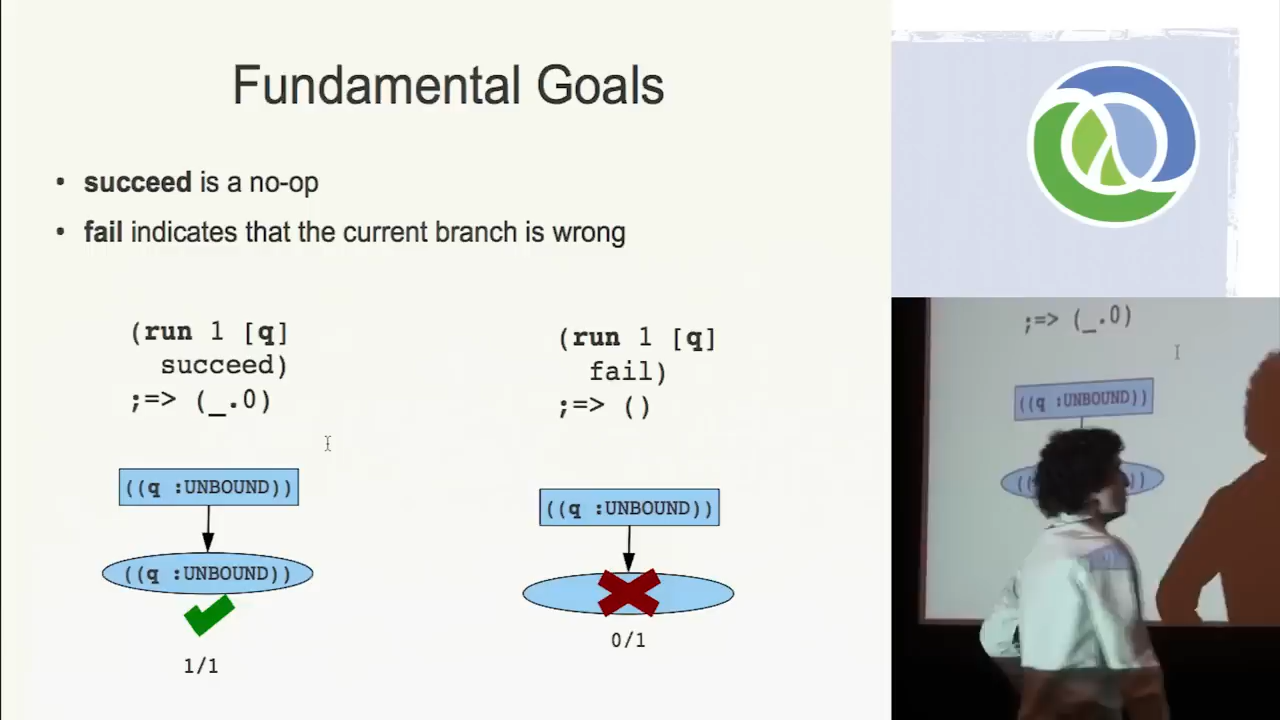 Fundamental Goals
• succeed is a no-op
• fail indicates that the current branch is wrong
(run 1 [q]
succeed)
;=> (_.0)
((q :UNBOUND))
((q :UNBOUND))
1/1
(run 1 [q]
fail)
;=> ()
((q :UNBOUND))
0/1
;=> (_.0)
((q :UNBOUND))